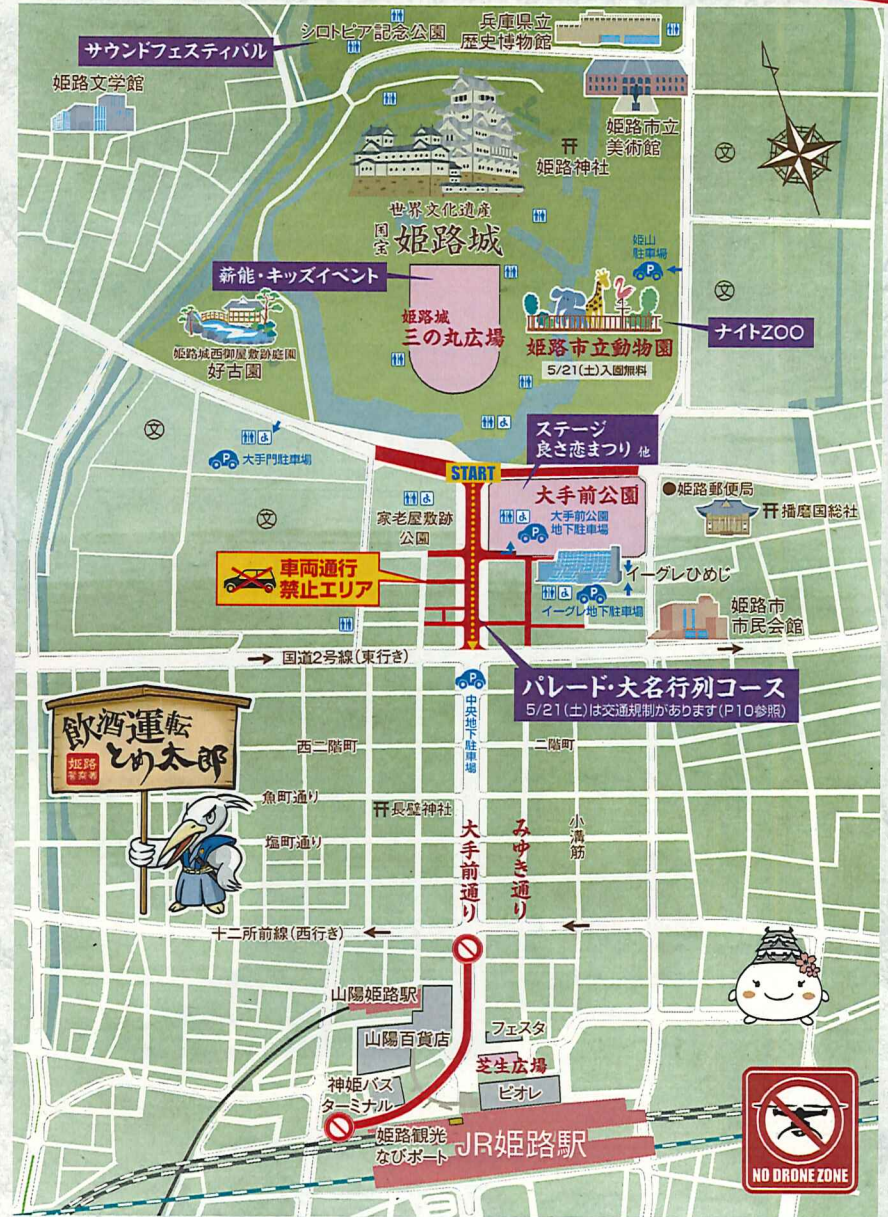 サウンドフェスティバル
シロトピア記念公園
兵庫県立
歴史博物館
姫路文学館
姫路市立
美術館
姫路神社
文
世界文化遺産
国宝
姫路城
姫山
駐車場
P
薪能・キッズイベント
文
姫路城
三の丸広場
ナイトZOO
姫路市立動物園
5/21(土)入園無料
姫路城西御屋敷跡庭園
好古園
文
P
大手門駐車場
START
ステージ
良さ恋まつり 他
大手前公園
大手前公園
地下駐車場
P
姫路郵便局
播磨国総社
文
家老屋敷跡
公園
車両通行
禁止エリア
イーグレひめじ
P
イーグレ地下駐車場
姫路市
市民会館
国道2号線(東行き)
P
中央地下駐車場
パレード・大名行列コース
5/21(土)は交通規制があります(P10参照)
飲酒運転
とめ太郎
姫路
警察署
西二階町
二階町
魚町通り
長壁神社
塩町通り
大手前通り
みゆき通り
小溝筋
十二所前線(西行き)
山陽姫路駅
山陽百貨店
フェスタ
芝生広場
ピオレ
神姫バス
ターミナル
姫路観光
なびポート
JR姫路駅
NO DRONE ZONE